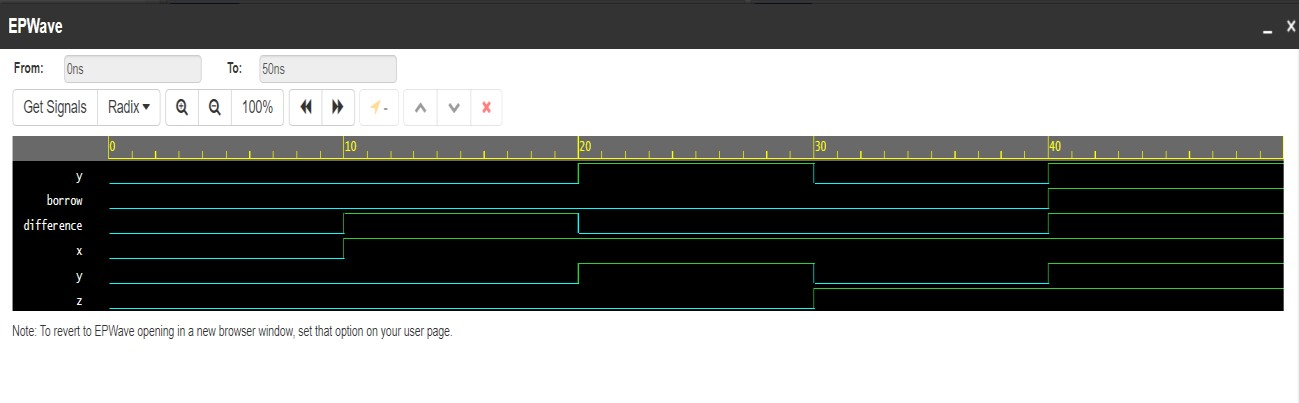 EPWave
From: 0ns To: 50ns
Get Signals Radix 100% -
0 10 20 30 40
y
borrow
difference
x
y
z
Note: To revert to EPWave opening in a new browser window, set that option on your user page.